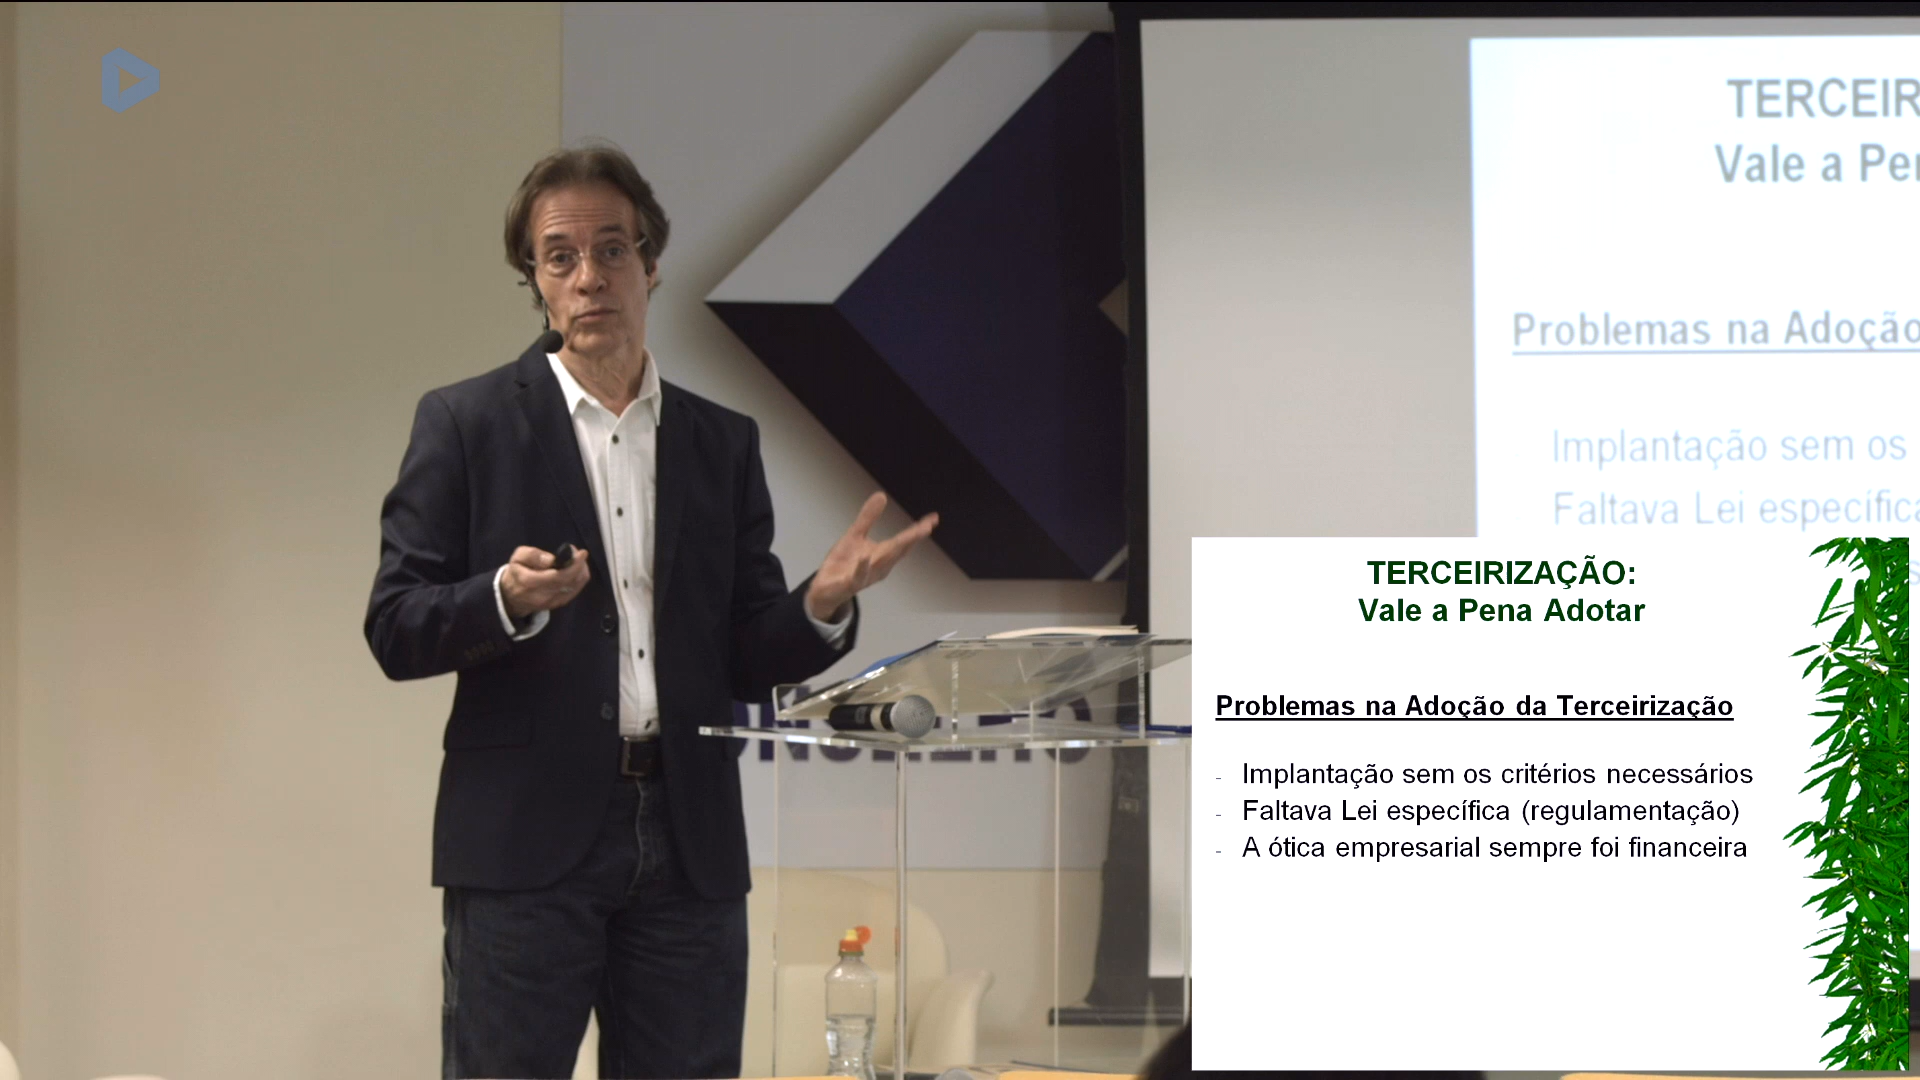 TERCEIR
Vale a Per
Problemas na Adoção
Implantação sem os
Faltava Lei específica
TERCEIRIZAÇÃO:
Vale a Pena Adotar
Problemas na Adoção da Terceirização
- Implantação sem os critérios necessários
- Faltava Lei específica (regulamentação)
- A ótica empresarial sempre foi financeira